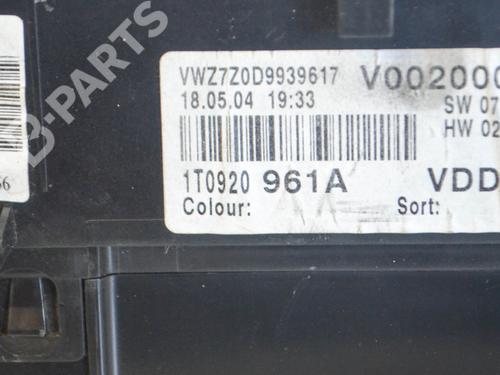 B-PARTS
VWZ7Z0D9939617 V002000
18.05.04 19:33 SW 07
HW 02
1T0920 961A VDD
Colour: Sort: